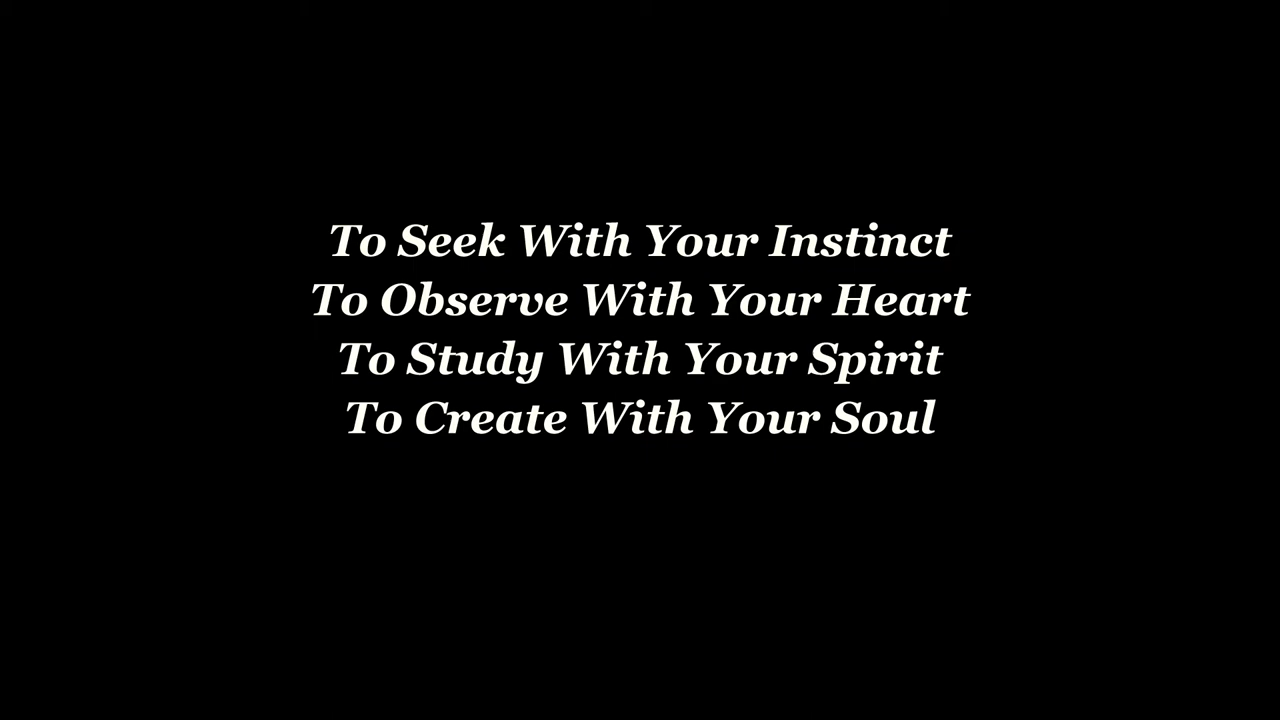 To Seek With Your Instinct
To Observe With Your Heart
To Study With Your Spirit
To Create With Your Soul